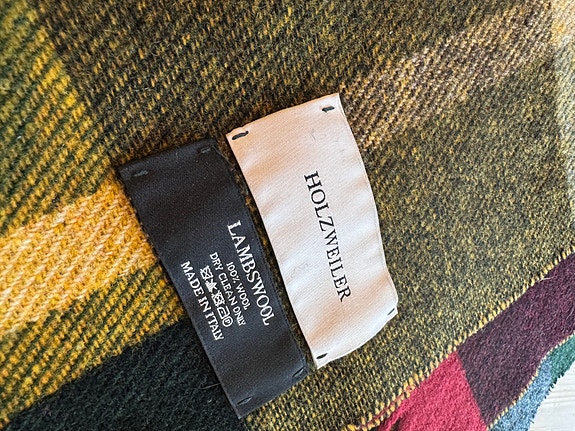 HOLZWEILER
LAMBSWOOL
100% WOOL
DRY CLEAN ONLY
MADE IN ITALY